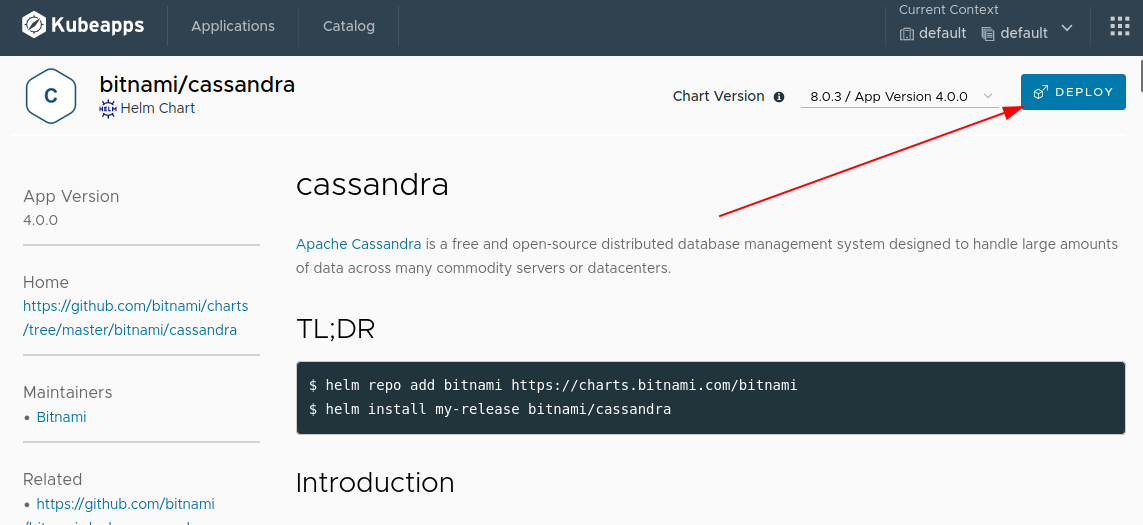 Kubeapps
Applications
Catalog
Current Context
default
default
C
bitnami/cassandra
HELM
Helm Chart
Chart Version
8.0.3 / App Version 4.0.0
DEPLOY
App Version
4.0.0
Home
https://github.com/bitnami/charts
/tree/master/bitnami/cassandra
Maintainers
• Bitnami
Related
• https://github.com/bitnami
cassandra
Apache Cassandra is a free and open-source distributed database management system designed to handle large amounts
of data across many commodity servers or datacenters.
TL;DR
$ helm repo add bitnami https://charts.bitnami.com/bitnami
$ helm install my-release bitnami/cassandra
Introduction